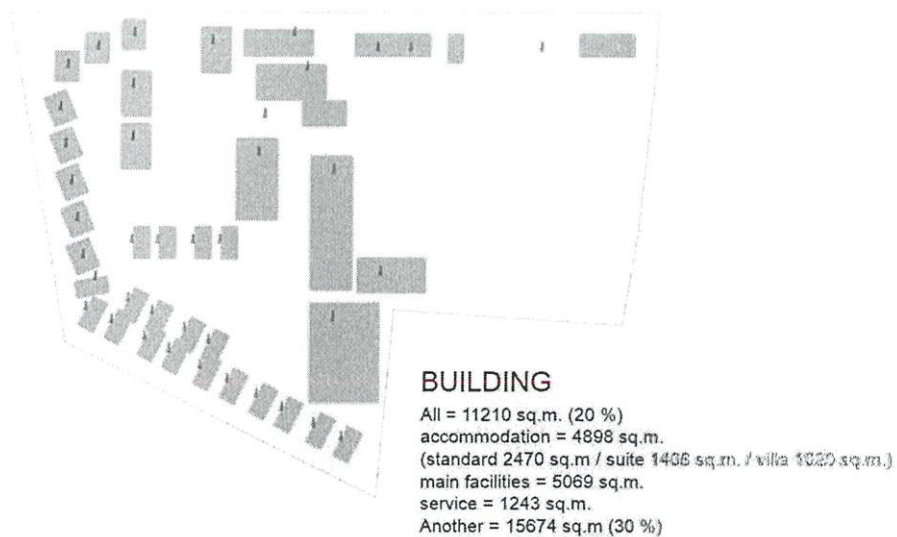 BUILDING
All = 11210 sq.m. (20 %)
accommodation = 4898 sq.m.
(standard 2470 sq.m / suite 1408 sq.m. / villa 1020 sq.m.)
main facilities = 5069 sq.m.
service = 1243 sq.m.
Another = 15674 sq.m (30 %)